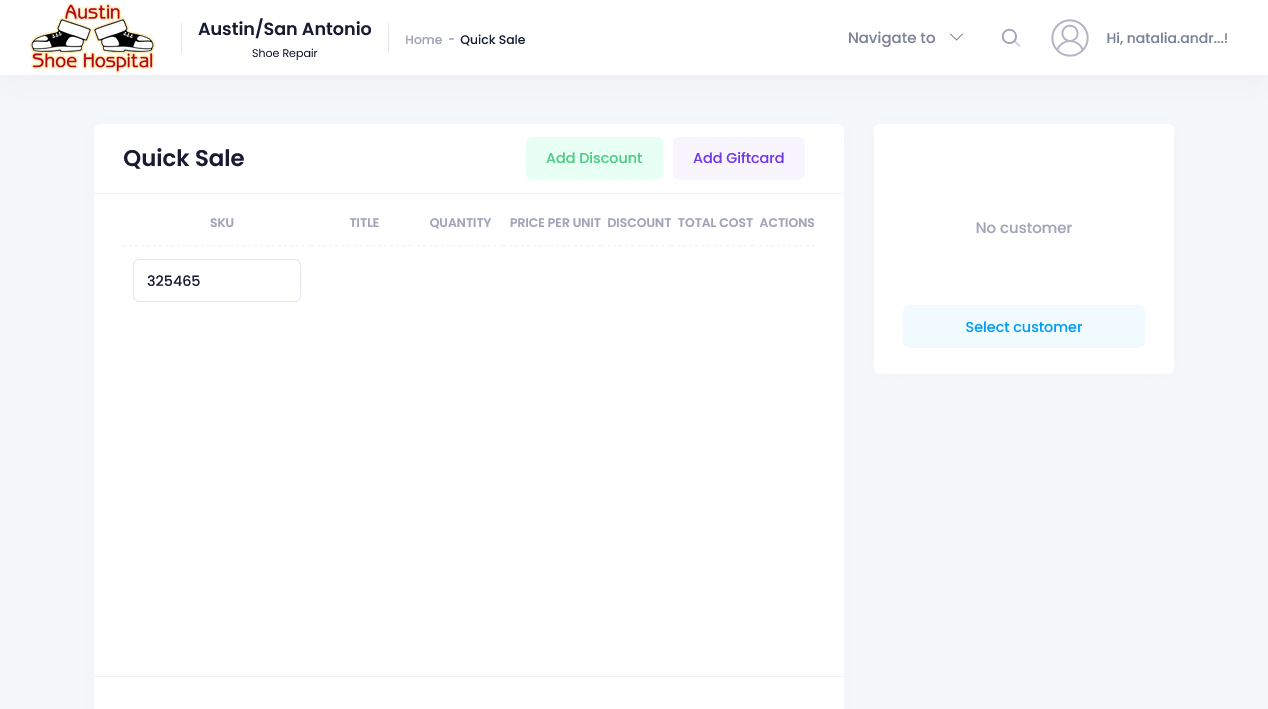 Austin
Shoe Hospital
Austin/San Antonio
Shoe Repair
Home - Quick Sale
Navigate to
Hi, natalia.andr...!
Quick Sale
Add Discount
Add Giftcard
SKU TITLE QUANTITY PRICE PER UNIT DISCOUNT TOTAL COST ACTIONS
325465
No customer
Select customer